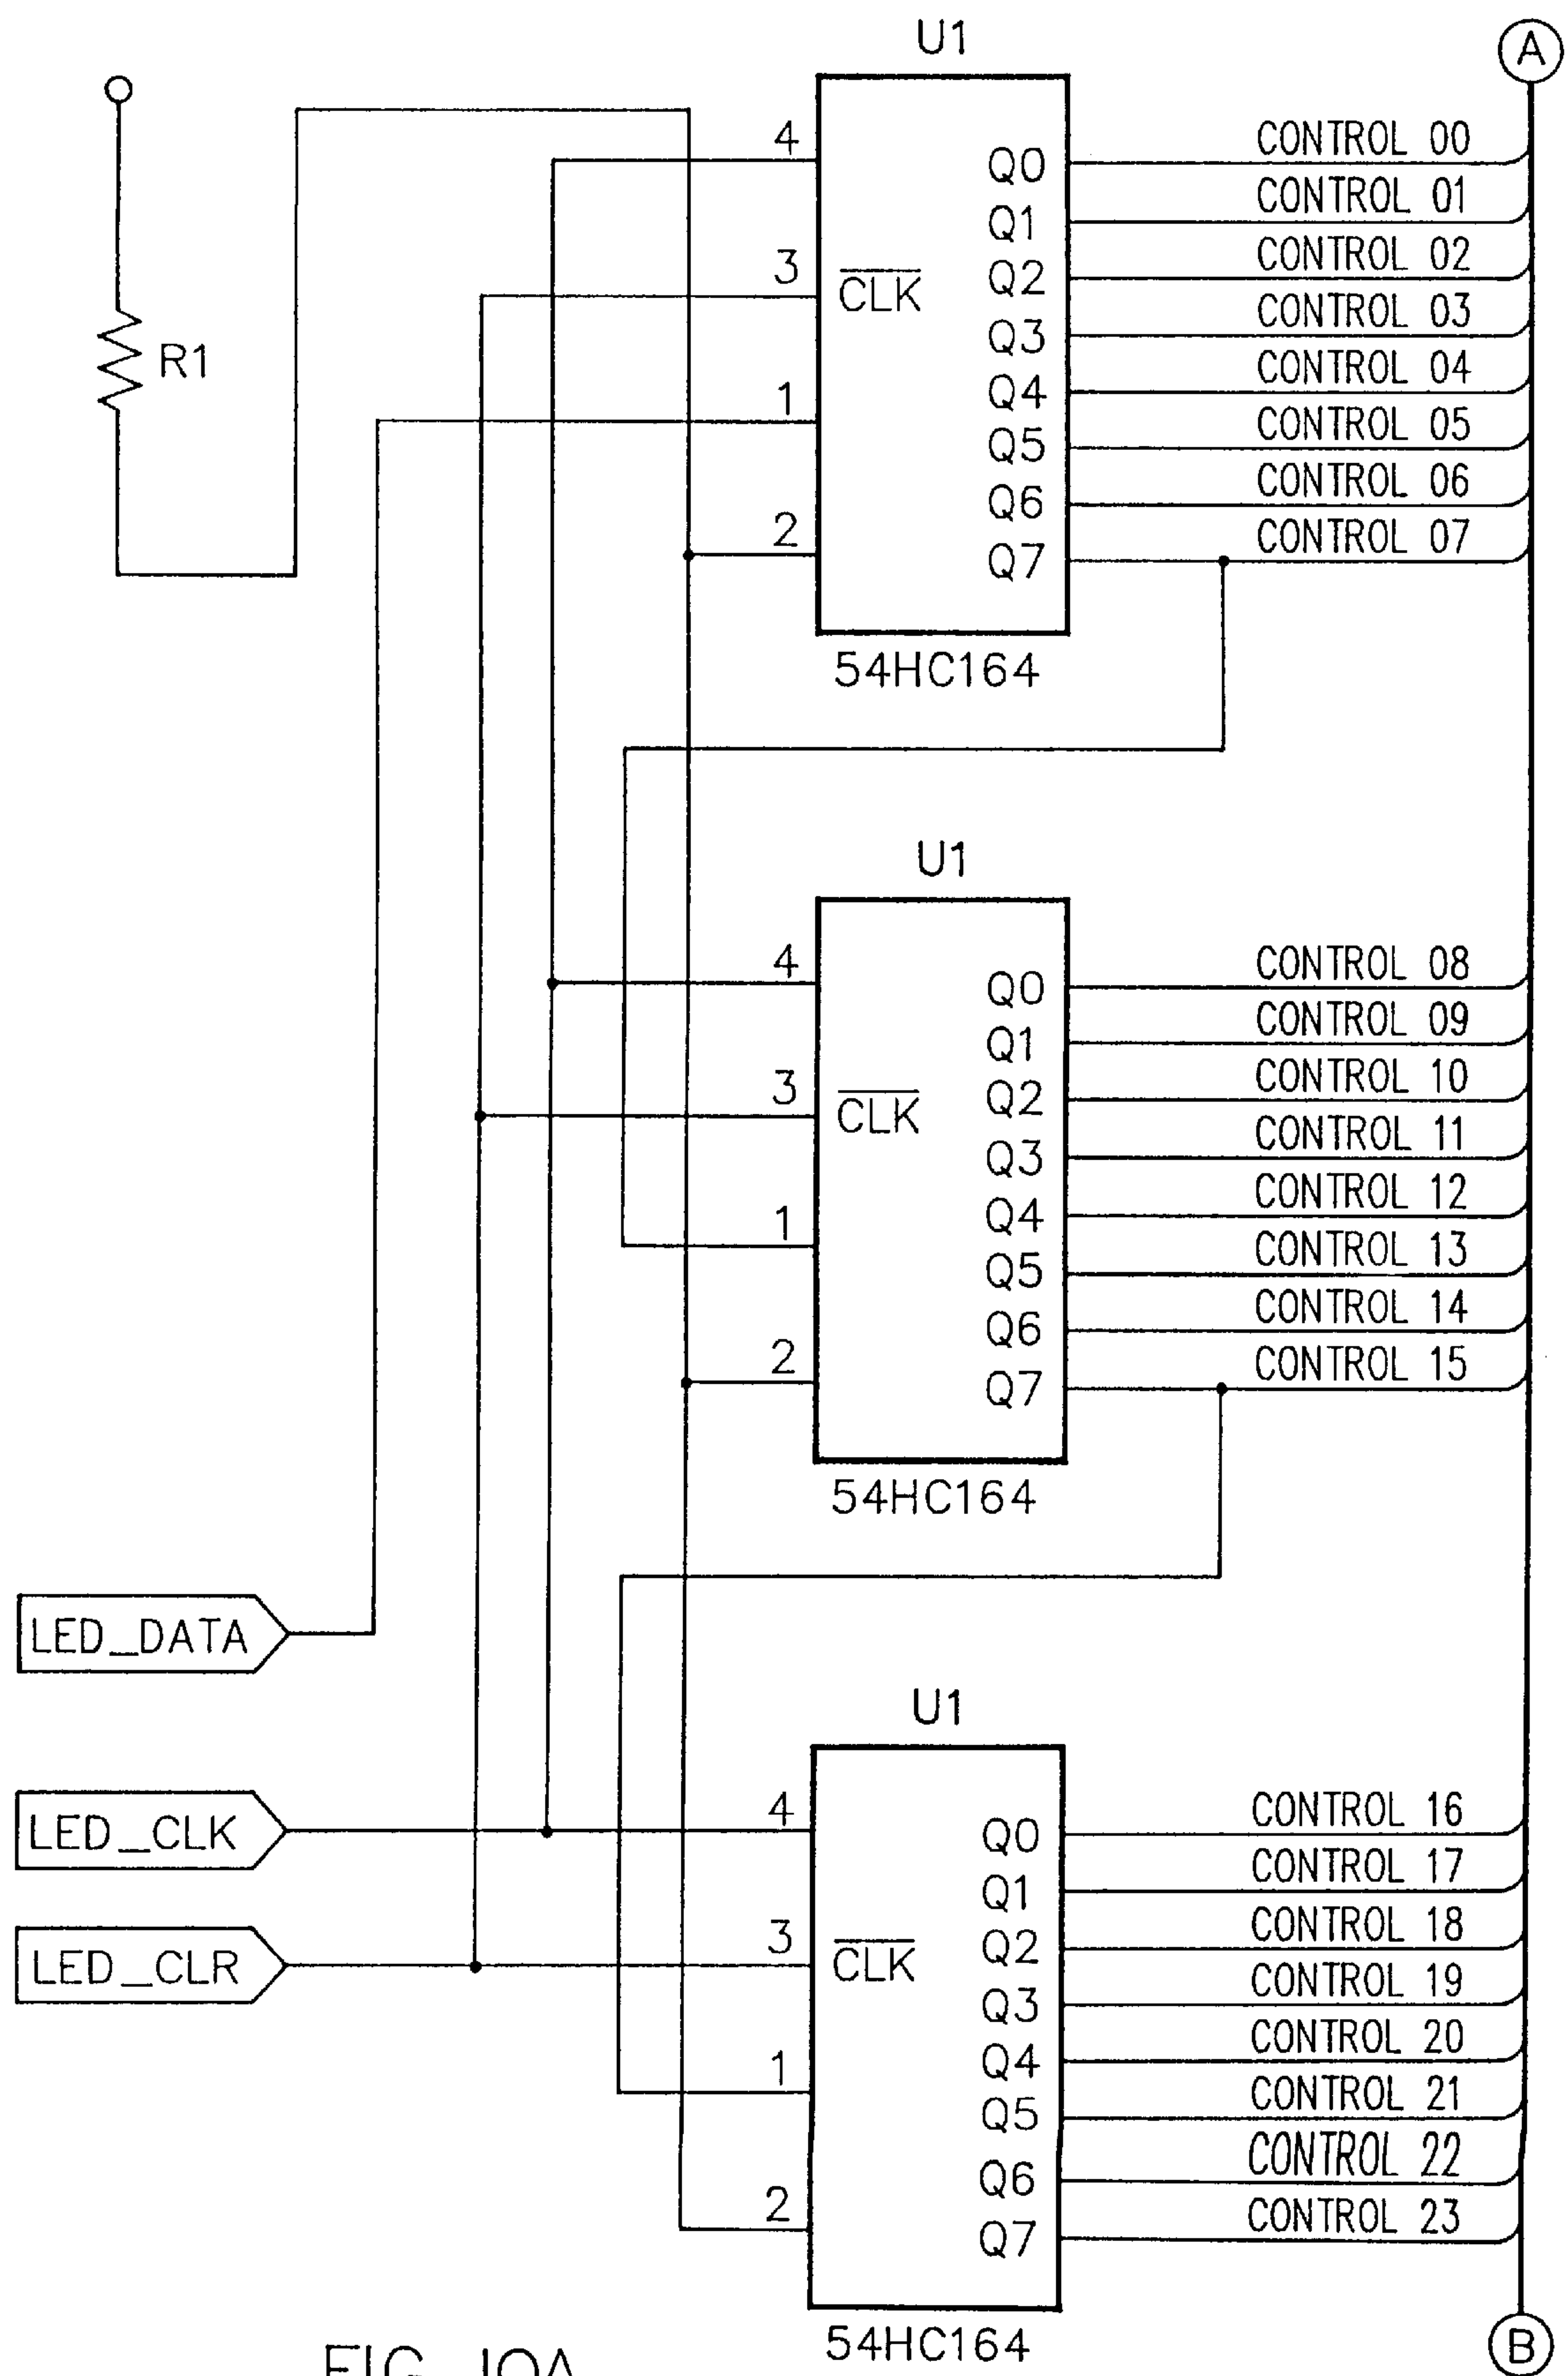 A
R1
U1
4
3
1
2
CLK
Q0
Q1
Q2
Q3
Q4
Q5
Q6
Q7
CONTROL 00
CONTROL 01
CONTROL 02
CONTROL 03
CONTROL 04
CONTROL 05
CONTROL 06
CONTROL 07
54HC164
U1
4
3
1
2
CLK
Q0
Q1
Q2
Q3
Q4
Q5
Q6
Q7
CONTROL 08
CONTROL 09
CONTROL 10
CONTROL 11
CONTROL 12
CONTROL 13
CONTROL 14
CONTROL 15
54HC164
LED_DATA
LED_CLK
LED_CLR
U1
4
3
1
2
CLK
Q0
Q1
Q2
Q3
Q4
Q5
Q6
Q7
CONTROL 16
CONTROL 17
CONTROL 18
CONTROL 19
CONTROL 20
CONTROL 21
CONTROL 22
CONTROL 23
54HC164
B
FIG. 10A